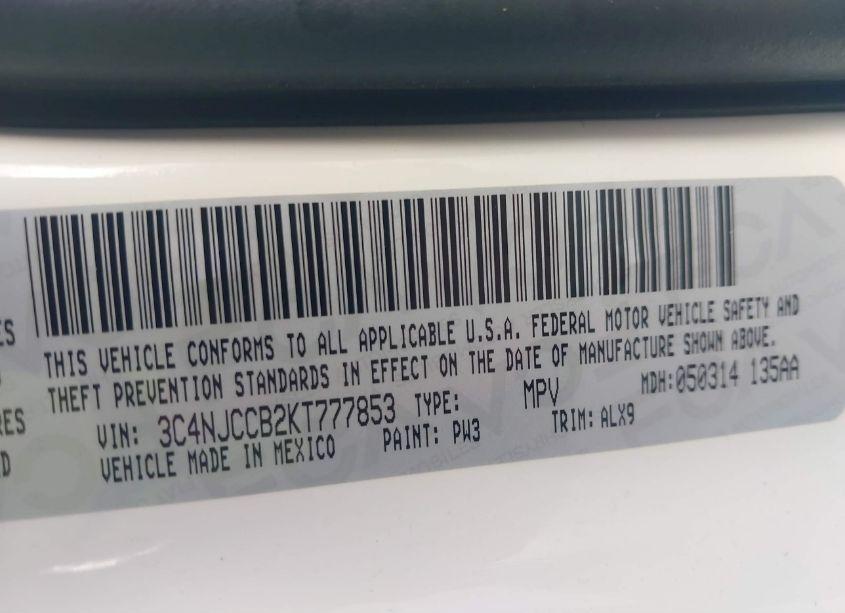 ES
THIS VEHICLE CONFORMS TO ALL APPLICABLE U.S.A. FEDERAL MOTOR VEHICLE SAFETY AND
THEFT PREVENTION STANDARDS IN EFFECT ON THE DATE OF MANUFACTURE SHOWN ABOVE.
RES
VIN: 3C4NJCCB2KT777853 TYPE: MPV MDH:050314 135AA
D
VEHICLE MADE IN MEXICO PAINT: PW3 TRIM:ALX9